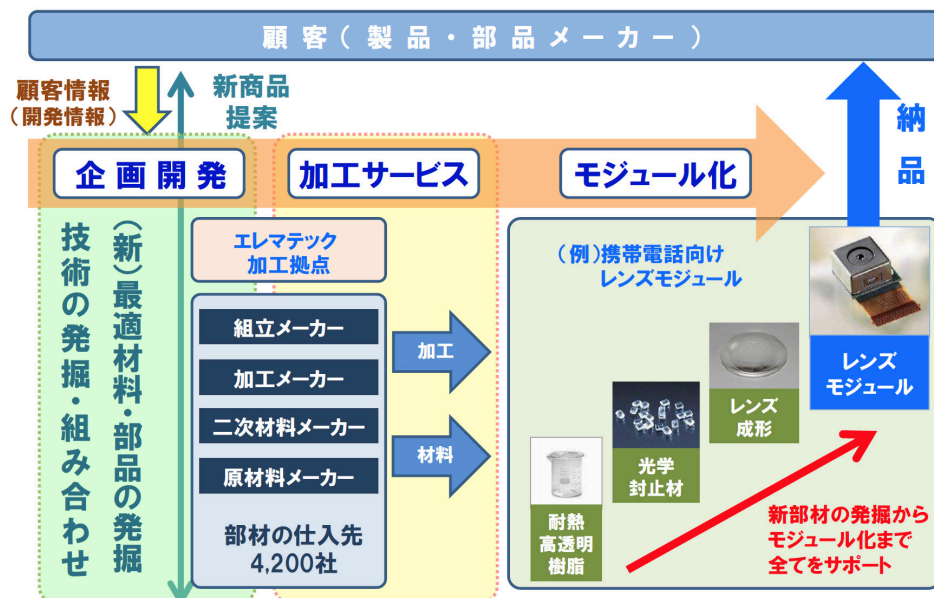 顧客(製品・部品メーカー)
顧客情報
(開発情報)
新商品
提案
納品
企画開発
加工サービス
モジュール化
(新)最適材料・部品の発掘
技術の発掘・組み合わせ
エレマテック
加工拠点
組立メーカー
加工メーカー
二次材料メーカー
原材料メーカー
部材の仕入先
4,200社
加工
材料
(例)携帯電話向け
レンズモジュール
レンズ
モジュール
レンズ
成形
光学
封止材
耐熱
高透明
樹脂
新部材の発掘から
モジュール化まで
全てをサポート